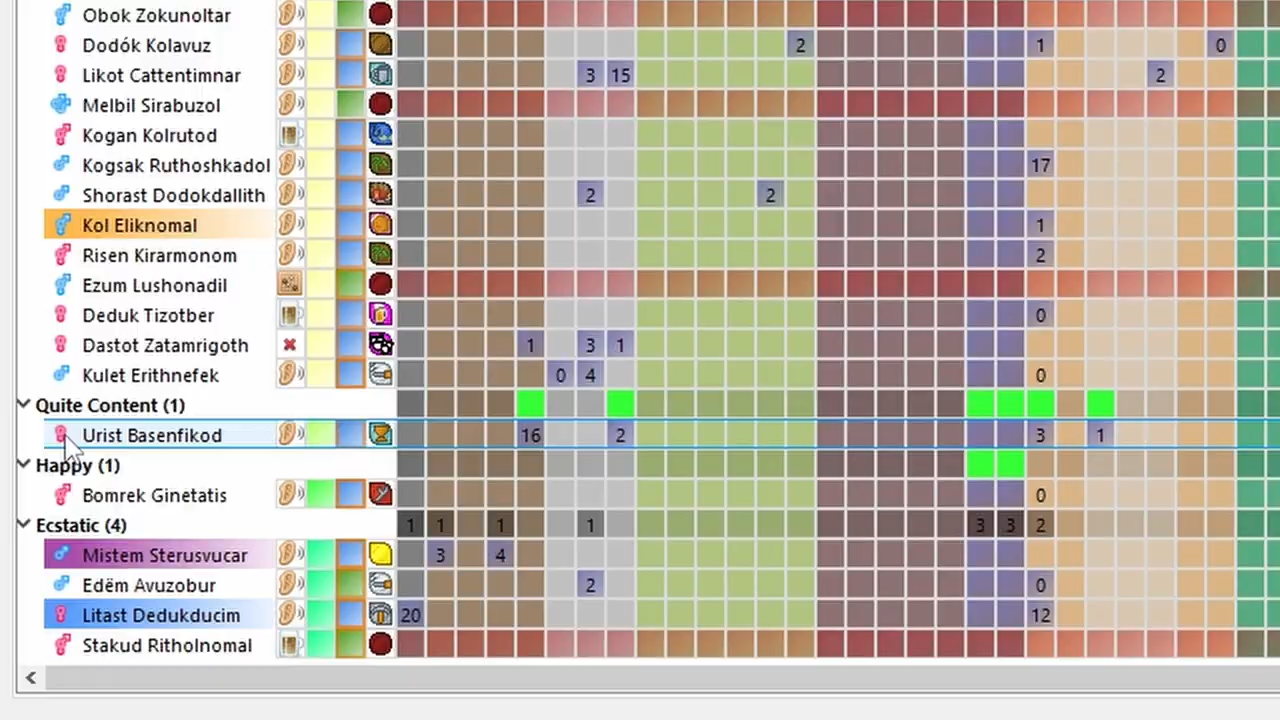 Obok Zokunoltar
Dodók Kolavuz 2 1 0
Likot Cattentimnar 3 15 2
Melbil Sirabuzol
Kogan Kolrutod
Kogsak Ruthoshkadol 17
Shorast Dodokdallith 2 2
Kol Eliknomal 1
Risen Kirarmonom 2
Ezum Lushonadil
Deduk Tizotber 0
Dastot Zatamrigoth 1 3 1
Kulet Erithnefek 0 4 0
Quite Content (1)
Urist Basenfikod 16 2 3 1
Happy (1)
Bomrek Ginetatis 0
Ecstatic (4) 1 1 1 1 3 3 2
Mistem Sterusvucar 3 4
Edëm Avuzobur 2 0
Litast Dedukducim 20 12
Stakud Ritholnomal